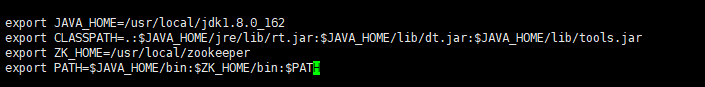 export JAVA_HOME=/usr/local/jdk1.8.0_162
export CLASSPATH=.:$JAVA_HOME/jre/lib/rt.jar:$JAVA_HOME/lib/dt.jar:$JAVA_HOME/lib/tools.jar
export ZK_HOME=/usr/local/zookeeper
export PATH=$JAVA_HOME/bin:$ZK_HOME/bin:$PATH